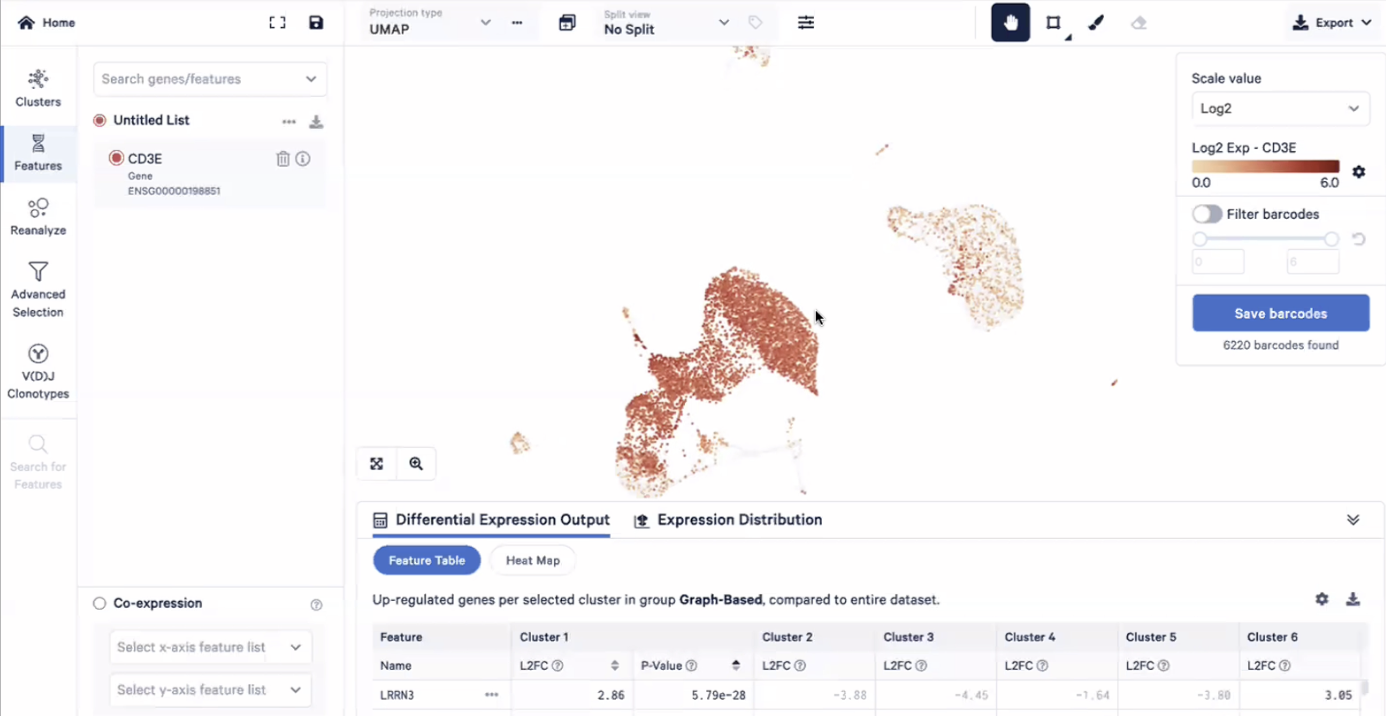 Home
Projection type
UMAP
Split view
No Split
Export
Clusters
Features
Reanalyze
Advanced
Selection
V(D)J
Clonotypes
Search for
Features
Search genes/features
Untitled List
CD3E
Gene
ENSG00000198851
Co-expression
Select x-axis feature list
Select y-axis feature list
Scale value
Log2
Log2 Exp - CD3E
0.0 6.0
Filter barcodes
0 6
Save barcodes
6220 barcodes found
Differential Expression Output Expression Distribution
Feature Table Heat Map
Up-regulated genes per selected cluster in group Graph-Based, compared to entire dataset.
Feature Cluster 1 Cluster 2 Cluster 3 Cluster 4 Cluster 5 Cluster 6
Name L2FC P-Value L2FC L2FC L2FC L2FC L2FC
LRRN3 2.86 5.79e-28 -3.88 -4.45 -1.64 -3.80 3.05